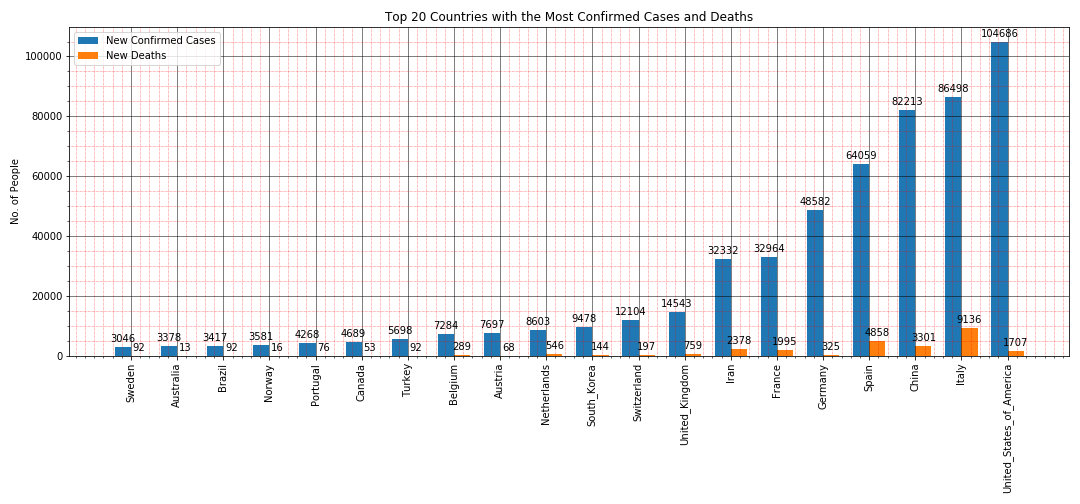 Top 20 Countries with the Most Confirmed Cases and Deaths
New Confirmed Cases
New Deaths
No. of People
100000
80000
60000
40000
20000
0
3046 92
3378 13
3417 92
3581 16
4268 76
4689 53
5698 92
7284 289
7697 68
8603 546
9478 144
12104 197
14543 759
32332 2378
32964 1995
48582 325
64059 4858
82213 3301
86498 9136
104686 1707
Sweden
Australia
Brazil
Norway
Portugal
Canada
Turkey
Belgium
Austria
Netherlands
South_Korea
Switzerland
United_Kingdom
Iran
France
Germany
Spain
China
Italy
United_States_of_America